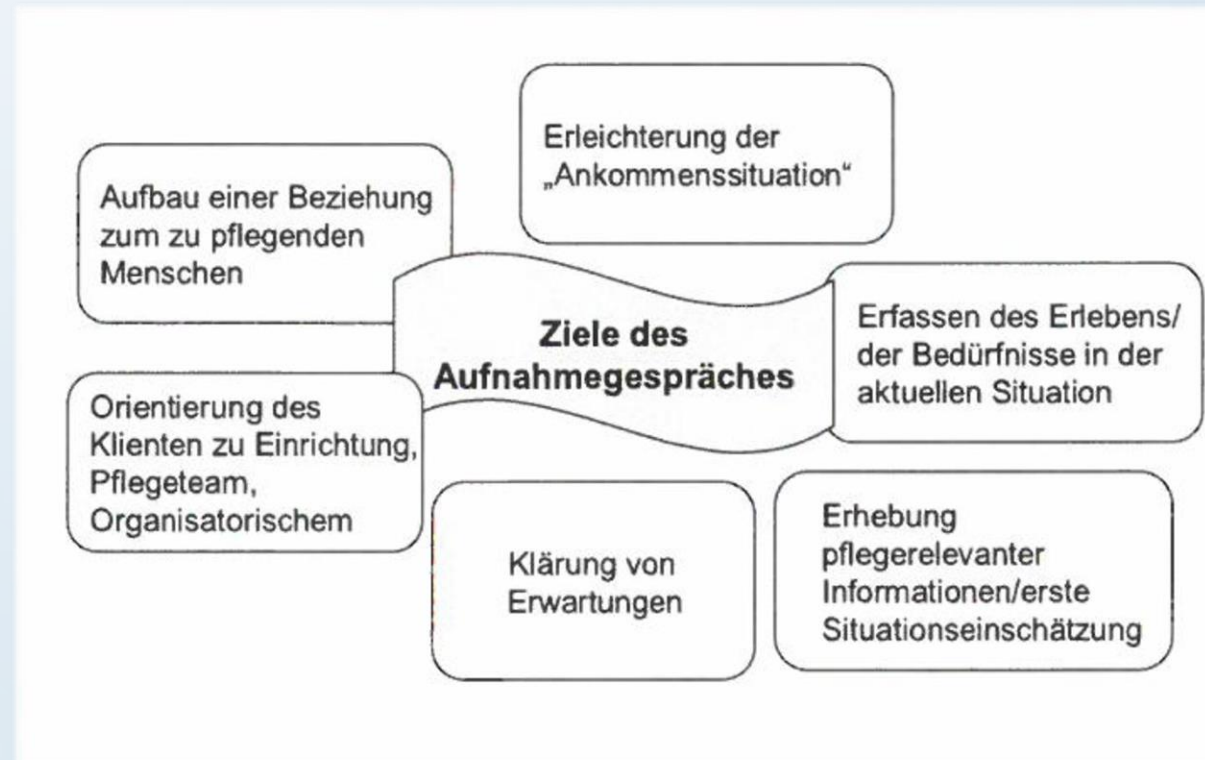 Erleichterung der
„Ankommenssituation“
Aufbau einer Beziehung
zum zu pflegenden
Menschen
Ziele des
Aufnahmegespräches
Erfassen des Erlebens/
der Bedürfnisse in der
aktuellen Situation
Orientierung des
Klienten zu Einrichtung,
Pflegeteam,
Organisatorischem
Klärung von
Erwartungen
Erhebung
pflegerelevanter
Informationen/erste
Situationseinschätzung